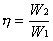 η = W₂ / W₁